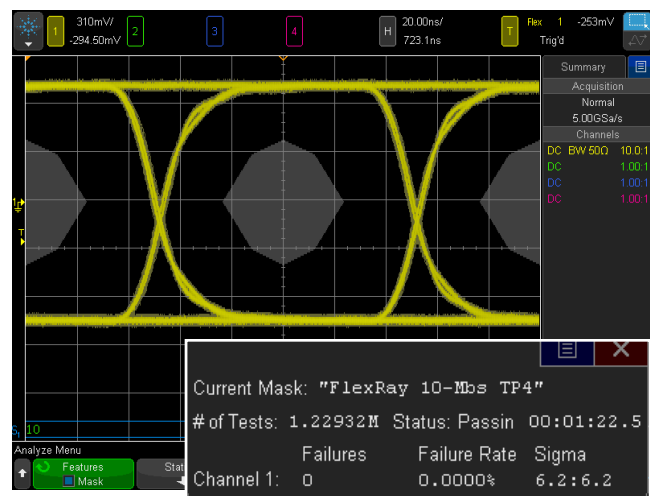 1 310mV/ 2 3 4 H 20.00ns/ T Flex 1 -253mV
-294.50mV 723.1ns Trig'd
Summary
Acquisition
Normal
5.00GSa/s
Channels
DC BW 50Ω 10.0:1
DC 1.00:1
DC 1.00:1
DC 1.00:1
T
Current Mask: "FlexRay 10-Mbs TP4"
# of Tests: 1.22932M Status: Passin 00:01:22.5
Failures Failure Rate Sigma
Channel 1: 0 0.0000% 6.2:6.2
S1 10
Analyze Menu
Features Stat
Mask